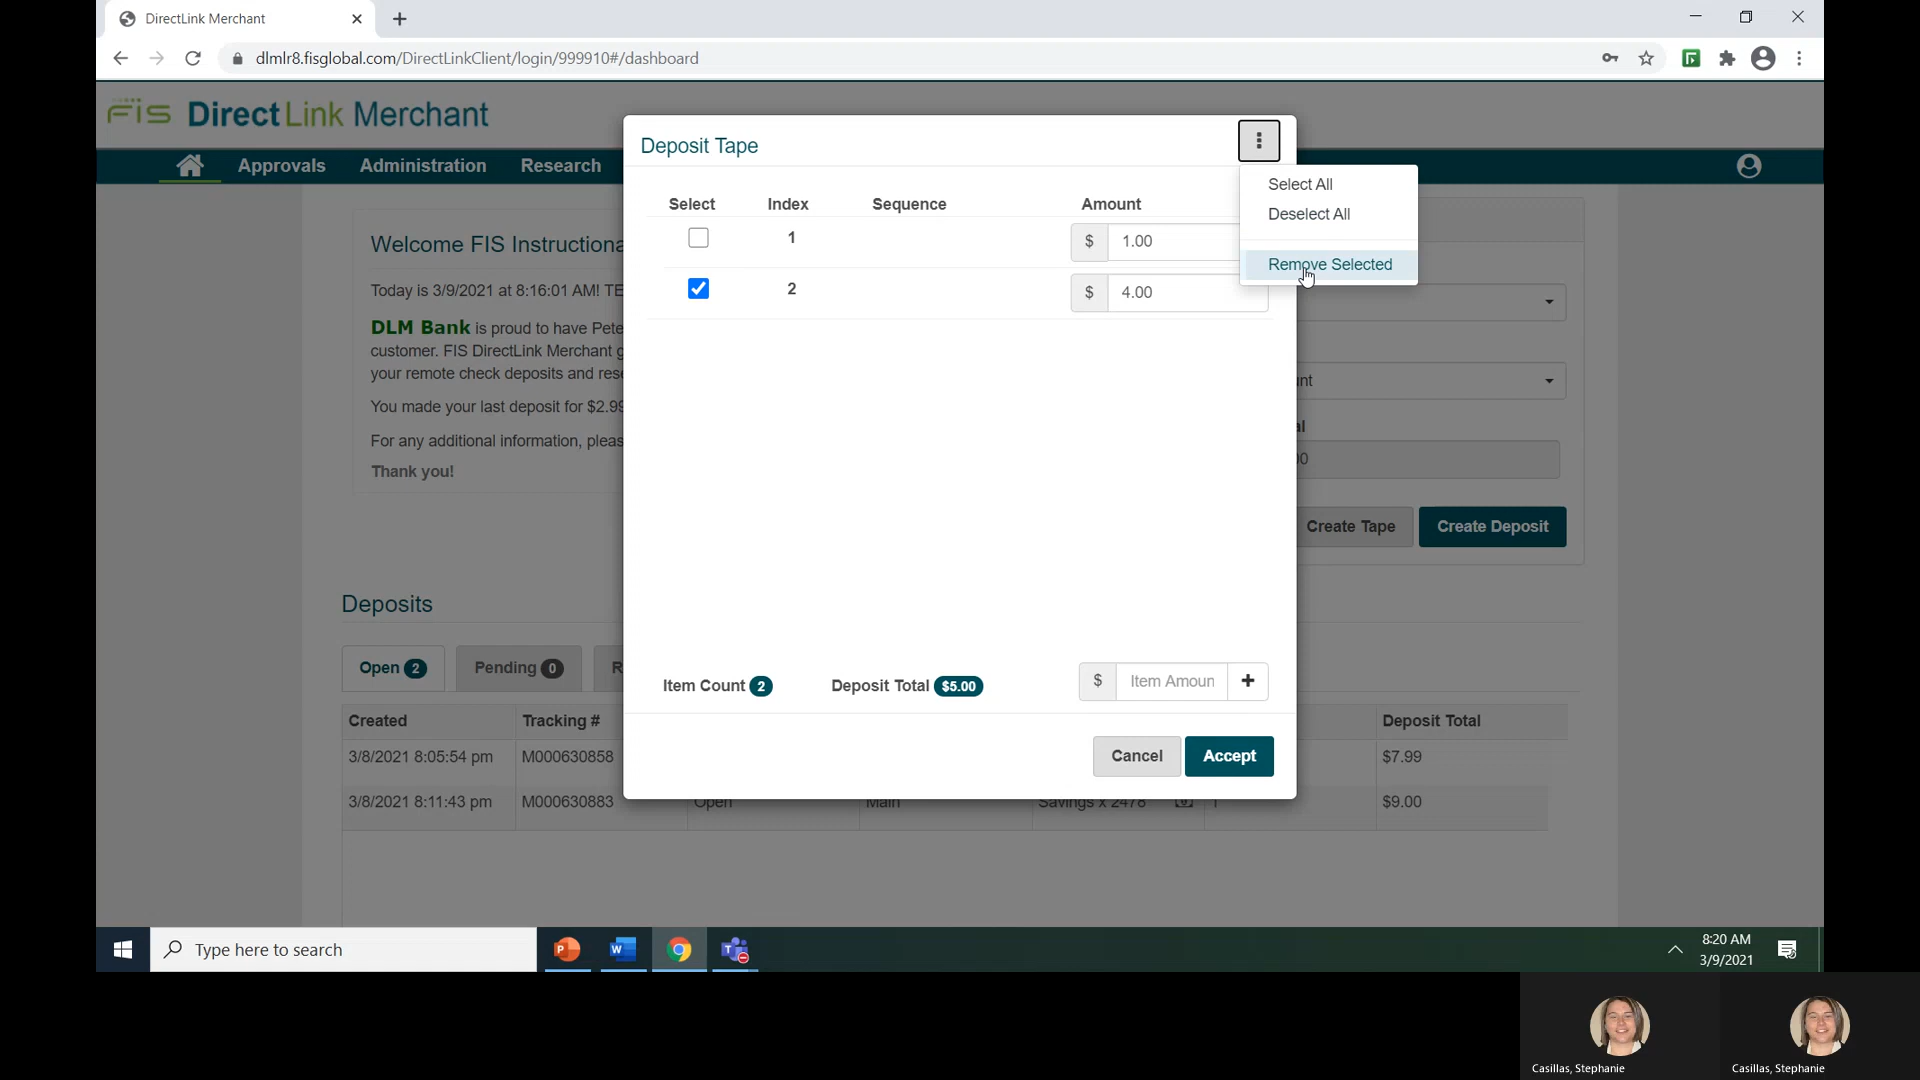 DirectLink Merchant
dlmlr8.fisglobal.com/DirectLinkClient/login/999910#/dashboard
FIS DirectLink Merchant
Approvals Administration Research
Deposit Tape
Select All
Deselect All
Remove Selected
Select Index Sequence Amount
1 $ 1.00
2 $ 4.00
Item Count 2 Deposit Total $5.00 $ Item Amoun +
Cancel Accept
Welcome FIS Instructiona
Today is 3/9/2021 at 8:16:01 AM! TE
DLM Bank is proud to have Pete
customer. FIS DirectLink Merchant g
your remote check deposits and rese
You made your last deposit for $2.99
For any additional information, pleas
Thank you!
Create Tape Create Deposit
Deposits
Open 2 Pending 0 R
Created Tracking # Deposit Total
3/8/2021 8:05:54 pm M000630858 $7.99
3/8/2021 8:11:43 pm M000630883 Open Main Savings x 2478 1 $9.00
Type here to search
8:20 AM
3/9/2021
Casillas, Stephanie Casillas, Stephanie